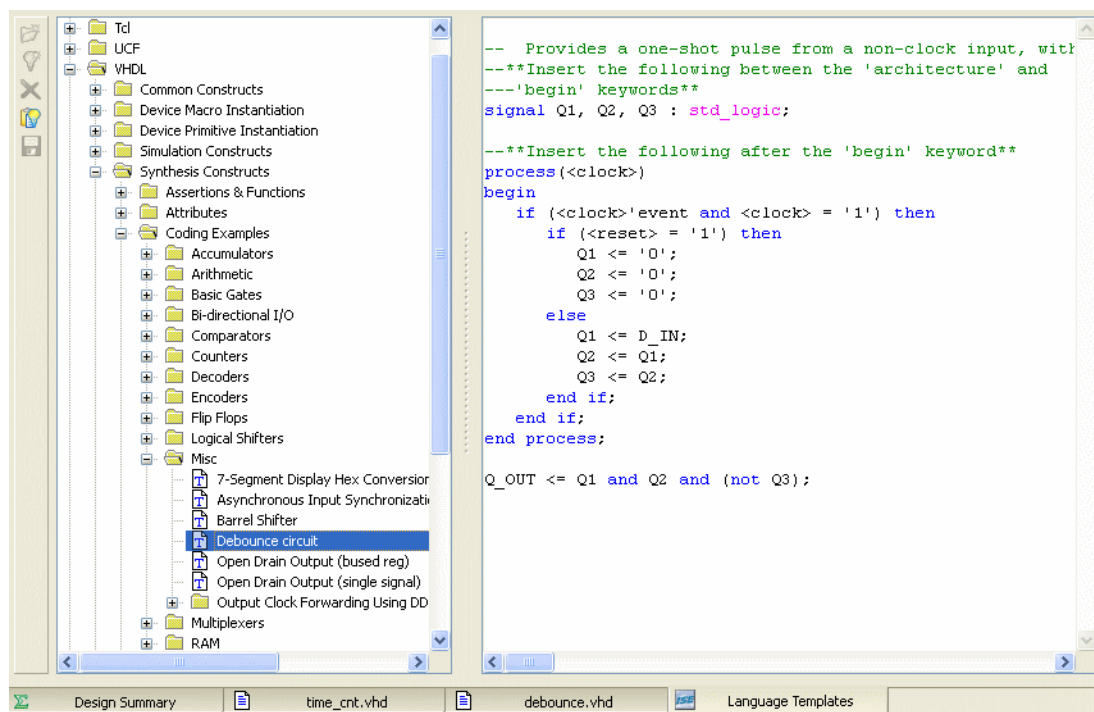 Tcl
UCF
VHDL
Common Constructs
Device Macro Instantiation
Device Primitive Instantiation
Simulation Constructs
Synthesis Constructs
Assertions & Functions
Attributes
Coding Examples
Accumulators
Arithmetic
Basic Gates
Bi-directional I/O
Comparators
Counters
Decoders
Encoders
Flip Flops
Logical Shifters
Misc
7-Segment Display Hex Conversion
Asynchronous Input Synchronizati
Barrel Shifter
Debounce circuit
Open Drain Output (bused reg)
Open Drain Output (single signal)
Output Clock Forwarding Using DD
Multiplexers
RAM
--  Provides a one-shot pulse from a non-clock input, with
--**Insert the following between the 'architecture' and
---'begin' keywords**
signal Q1, Q2, Q3 : std_logic;
--**Insert the following after the 'begin' keyword**
process(<clock>)
begin
   if (<clock>'event and <clock> = '1') then
      if (<reset> = '1') then
         Q1 <= '0';
         Q2 <= '0';
         Q3 <= '0';
      else
         Q1 <= D_IN;
         Q2 <= Q1;
         Q3 <= Q2;
      end if;
   end if;
end process;
Q_OUT <= Q1 and Q2 and (not Q3);
Design Summary
time_cnt.vhd
debounce.vhd
ISE
Language Templates